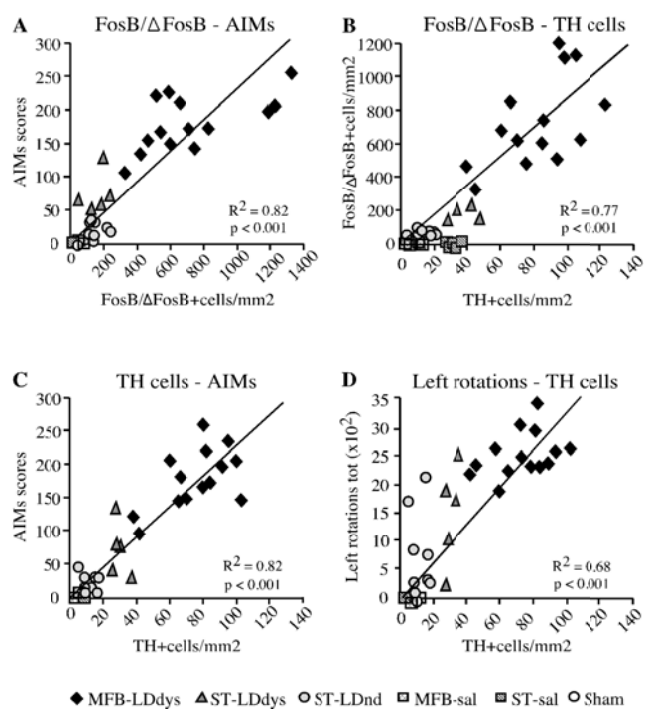 A FosB/ΔFosB - AIMs
300
250
200
150
100
50
0
AIMs scores
R2 = 0.82
p < 0.001
0 200 400 600 800 1000 1200 1400
FosB/ΔFosB+cells/mm2
B FosB/ΔFosB - TH cells
1200
1000
800
600
400
200
0
FosB/ΔFosB+cells/mm2
R2 = 0.77
p < 0.001
0 20 40 60 80 100 120 140
TH+cells/mm2
C TH cells - AIMs
300
250
200
150
100
50
0
AIMs scores
R2 = 0.82
p < 0.001
0 20 40 60 80 100 120 140
TH+cells/mm2
D Left rotations - TH cells
35
30
25
20
15
10
5
0
Left rotations tot (x102)
R2 = 0.68
p < 0.001
0 20 40 60 80 100 120 140
TH+cells/mm2
MFB-LDdys ST-LDdys ST-LDnd MFB-sal ST-sal Sham